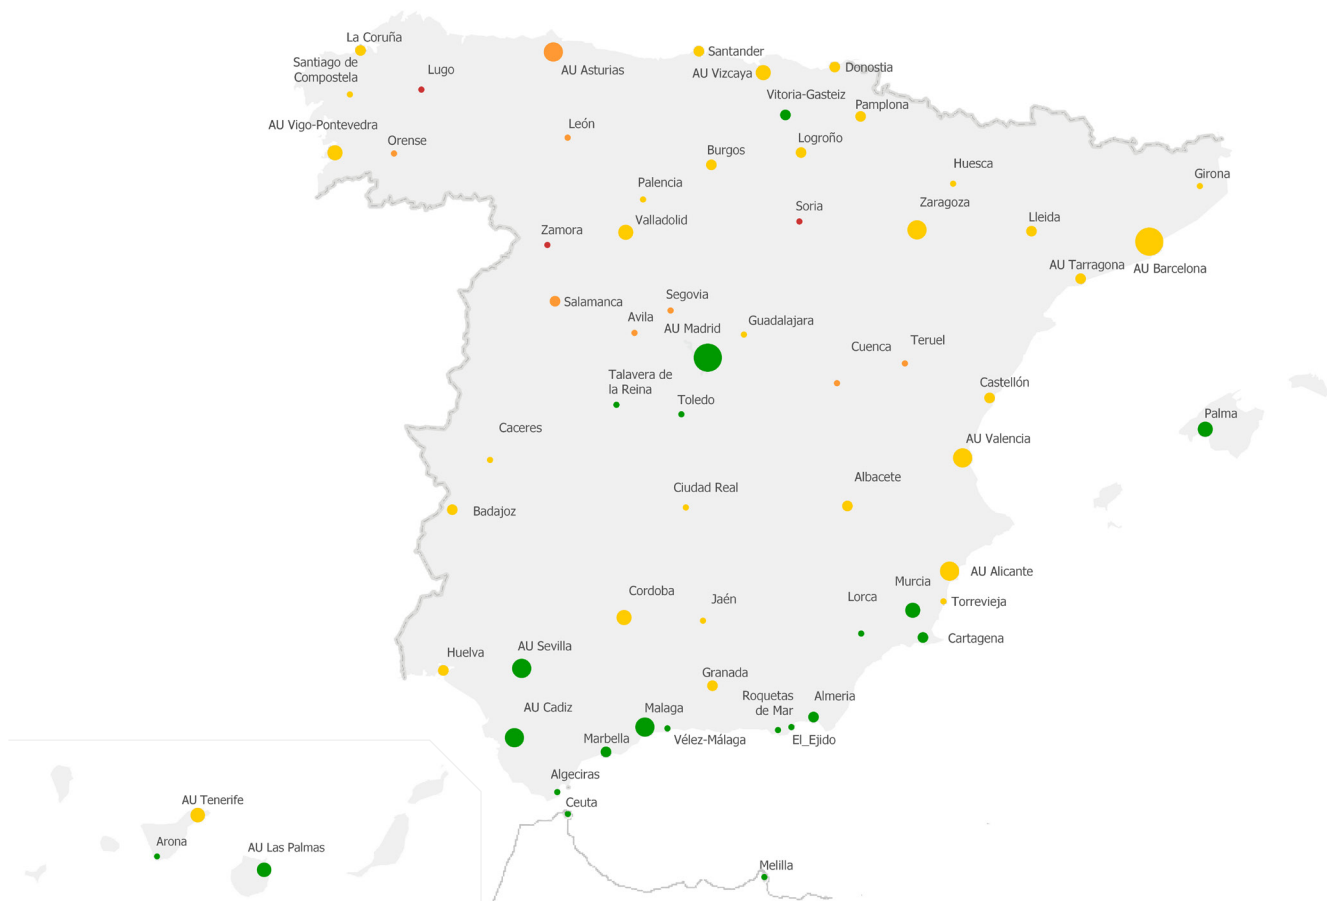 La Coruña
Santander
Santiago de
Compostela
Lugo
AU Asturias
AU Vizcaya
Donostia
Vitoria-Gasteiz
Pamplona
AU Vigo-Pontevedra
Orense
León
Burgos
Logroño
Huesca
Girona
Palencia
Soria
Zaragoza
Lleida
Valladolid
Zamora
AU Tarragona
AU Barcelona
Salamanca
Segovia
Avila
AU Madrid
Guadalajara
Cuenca
Teruel
Talavera de
la Reina
Toledo
Castellón
Palma
Caceres
AU Valencia
Albacete
Ciudad Real
Badajoz
AU Alicante
Murcia
Cordoba
Jaén
Lorca
Torrevieja
Cartagena
Huelva
AU Sevilla
Granada
Roquetas
de Mar
Almeria
AU Cadiz
Malaga
Marbella
Vélez-Málaga
El_Ejido
Algeciras
Ceuta
AU Tenerife
Arona
AU Las Palmas
Melilla